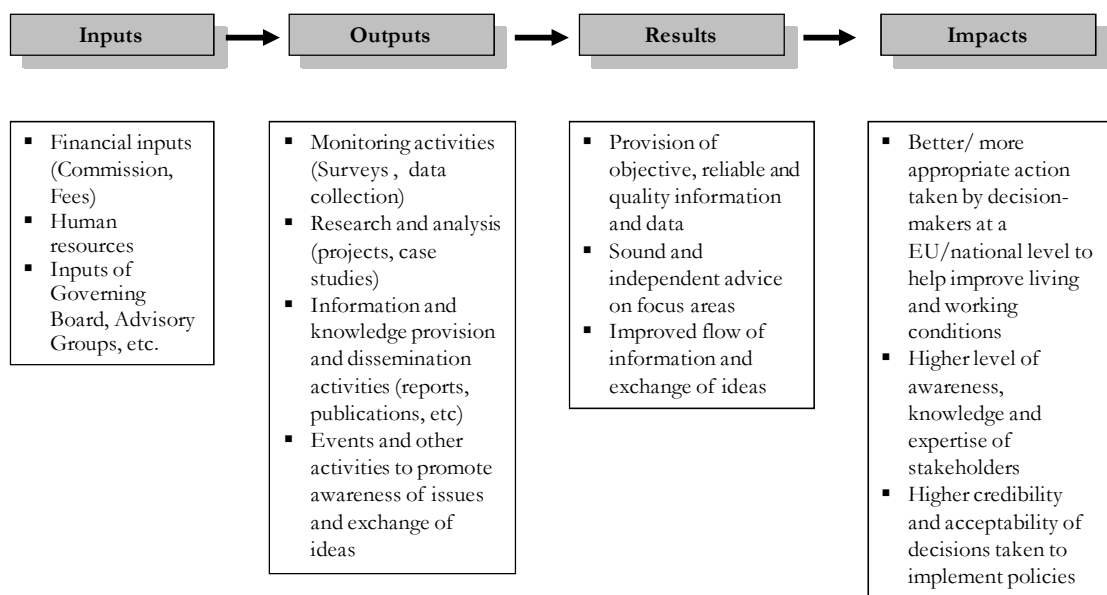 Inputs
Outputs
Results
Impacts
▪ Financial inputs
(Commission,
Fees)
▪ Human
resources
▪ Inputs of
Governing
Board, Advisory
Groups, etc.
▪ Monitoring activities
(Surveys , data
collection)
▪ Research and analysis
(projects, case
studies)
▪ Information and
knowledge provision
and dissemination
activities (reports,
publications, etc)
▪ Events and other
activities to promote
awareness of issues
and exchange of
ideas
▪ Provision of
objective, reliable and
quality information
and data
▪ Sound and
independent advice
on focus areas
▪ Improved flow of
information and
exchange of ideas
▪ Better/ more
appropriate action
taken by decision-
makers at a
EU/national level to
help improve living
and working
conditions
▪ Higher level of
awareness,
knowledge and
expertise of
stakeholders
▪ Higher credibility
and acceptability of
decisions taken to
implement policies